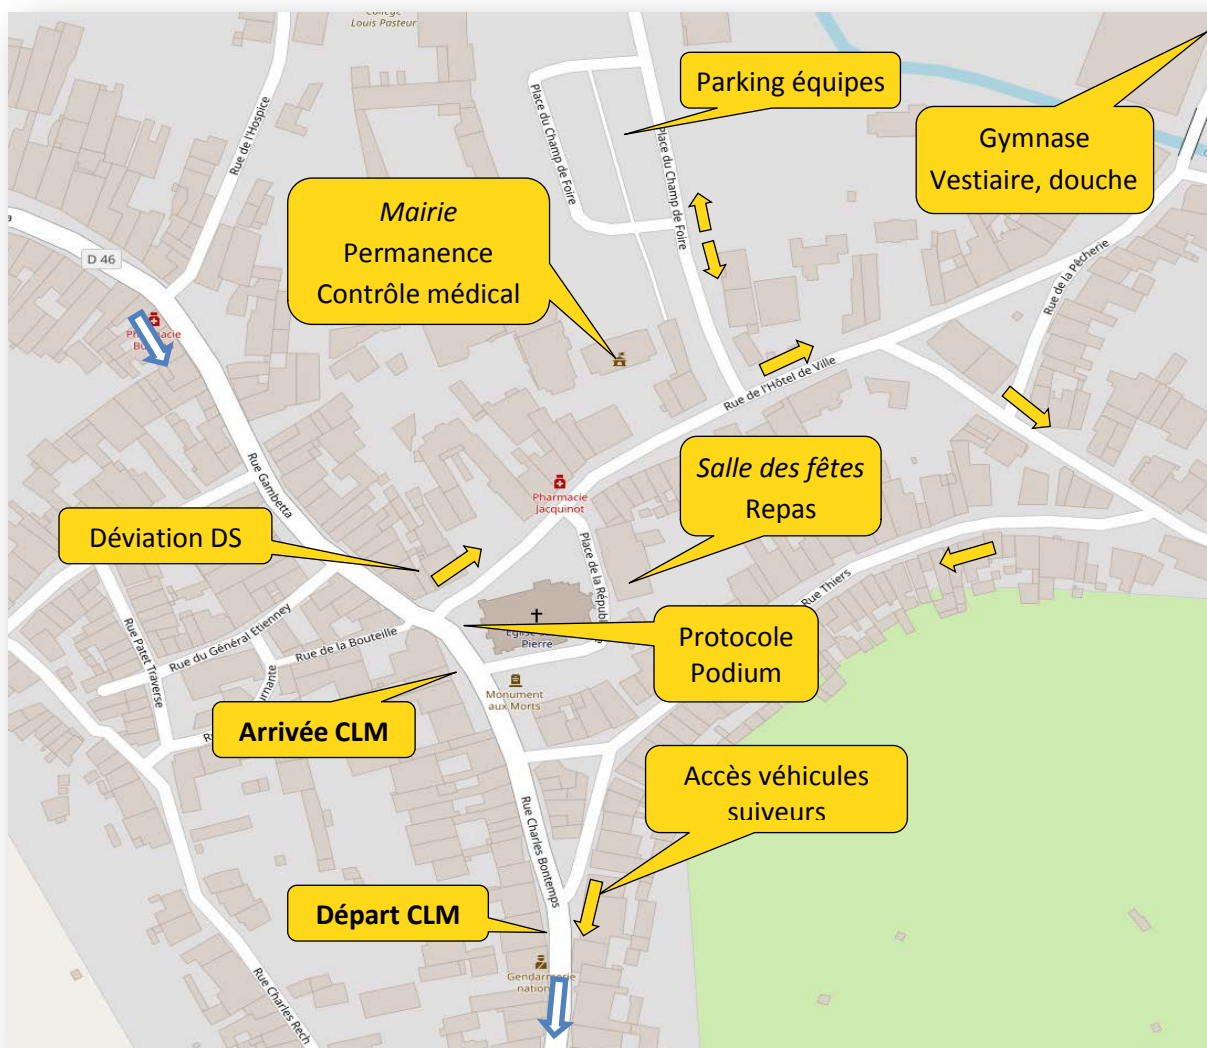 Collège
Louis Pasteur
Parking équipes
Gymnase
Vestiaire, douche
Rue de l'Hospice
Place du Champ de Foire
Place du Champ de Foire
Mairie
Permanence
Contrôle médical
D 46
Rue de la Pêcherie
Pharmacie
Rue de l'Hôtel de Ville
Rue Gambetta
Salle des fêtes
Repas
Pharmacie
Jacquinot
Déviation DS
Place de la
Rue Thiers
Rue du Général Etienney
Rue de la Bouteille
Pierre
Protocole
Podium
Rue Patet Traverse
Monument
aux Morts
Arrivée CLM
Accès véhicules
suiveurs
Rue Charles Bontemps
Départ CLM
Gendarmerie
Rue Charles Rech